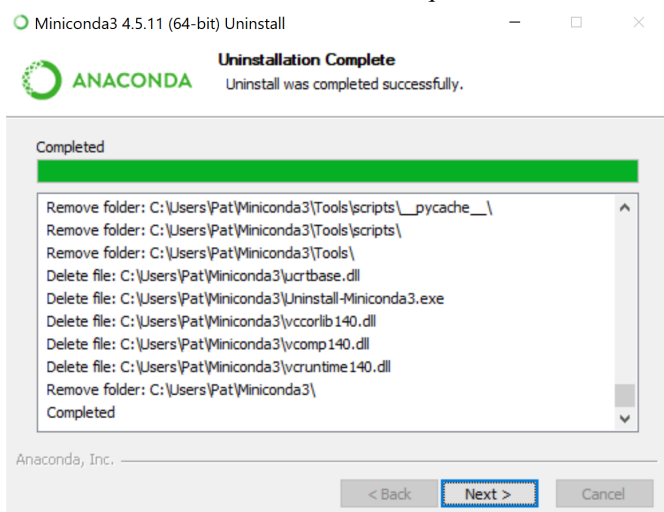 Miniconda3 4.5.11 (64-bit) Uninstall
ANACONDA
Uninstallation Complete
Uninstall was completed successfully.
Completed
Remove folder: C:\Users\Pat\Miniconda3\Tools\scripts\__pycache__\
Remove folder: C:\Users\Pat\Miniconda3\Tools\scripts\
Remove folder: C:\Users\Pat\Miniconda3\Tools\
Delete file: C:\Users\Pat\Miniconda3\ucrtbase.dll
Delete file: C:\Users\Pat\Miniconda3\Uninstall-Miniconda3.exe
Delete file: C:\Users\Pat\Miniconda3\vccorlib140.dll
Delete file: C:\Users\Pat\Miniconda3\vcomp140.dll
Delete file: C:\Users\Pat\Miniconda3\vcruntime140.dll
Remove folder: C:\Users\Pat\Miniconda3\
Completed
Anaconda, Inc.
< Back Next > Cancel